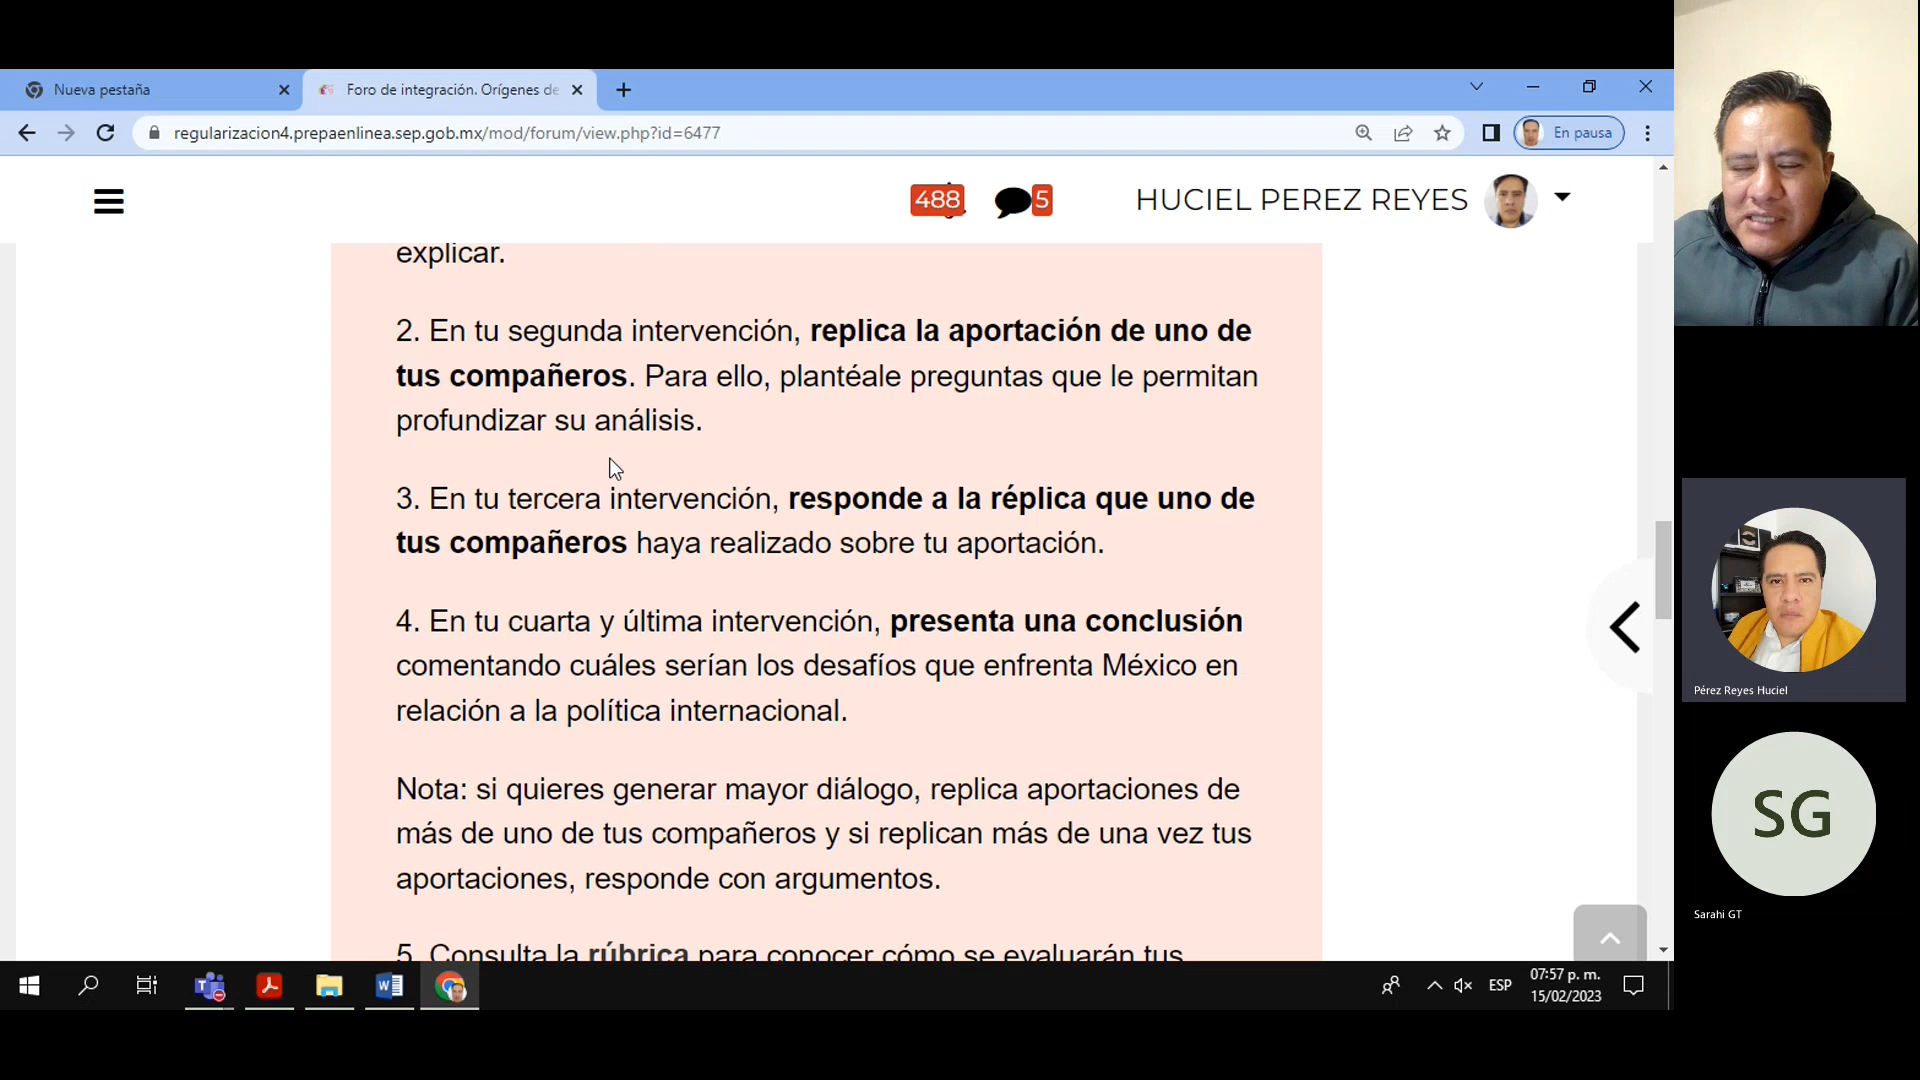 Nueva pestaña
Foro de integración. Orígenes de
regularizacion4.prepaenlinea.sep.gob.mx/mod/forum/view.php?id=6477
En pausa
488
5
HUCIEL PEREZ REYES
explicar.
2. En tu segunda intervención, replica la aportación de uno de
tus compañeros. Para ello, plantéale preguntas que le permitan
profundizar su análisis.
3. En tu tercera intervención, responde a la réplica que uno de
tus compañeros haya realizado sobre tu aportación.
4. En tu cuarta y última intervención, presenta una conclusión
comentando cuáles serían los desafíos que enfrenta México en
relación a la política internacional.
Nota: si quieres generar mayor diálogo, replica aportaciones de
más de uno de tus compañeros y si replican más de una vez tus
aportaciones, responde con argumentos.
5. Consulta la rúbrica para conocer cómo se evaluarán tus
Pérez Reyes Huciel
SG
Sarahi GT
ESP
07:57 p. m.
15/02/2023